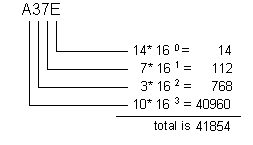 A37E
14* 16 0 = 14
7* 16 1 = 112
3* 16 2 = 768
10* 16 3 = 40960
total is 41854